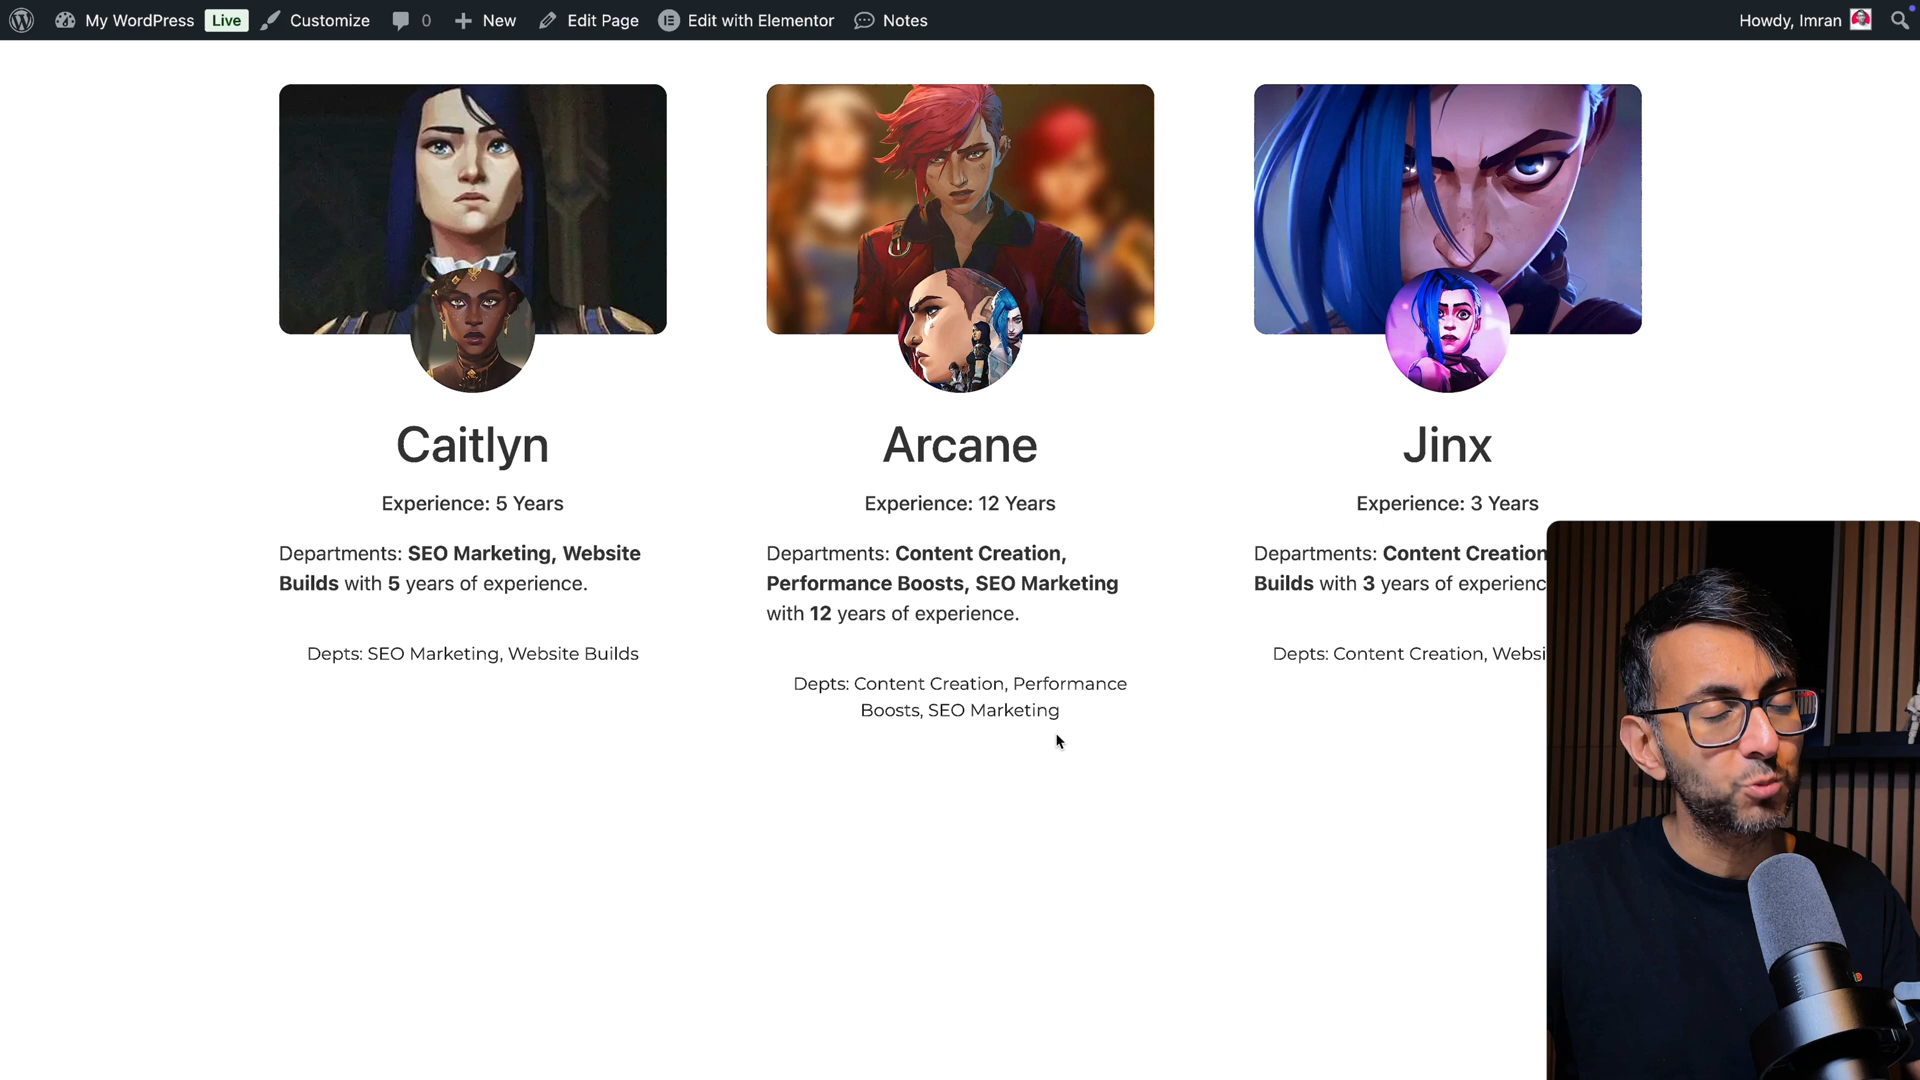 My WordPress Live Customize 0 New Edit Page Edit with Elementor Notes Howdy, Imran
Caitlyn
Experience: 5 Years
Departments: SEO Marketing, Website
Builds with 5 years of experience.
Depts: SEO Marketing, Website Builds
Arcane
Experience: 12 Years
Departments: Content Creation,
Performance Boosts, SEO Marketing
with 12 years of experience.
Depts: Content Creation, Performance
Boosts, SEO Marketing
Jinx
Experience: 3 Years
Departments: Content Creation
Builds with 3 years of experienc
Depts: Content Creation, Websi